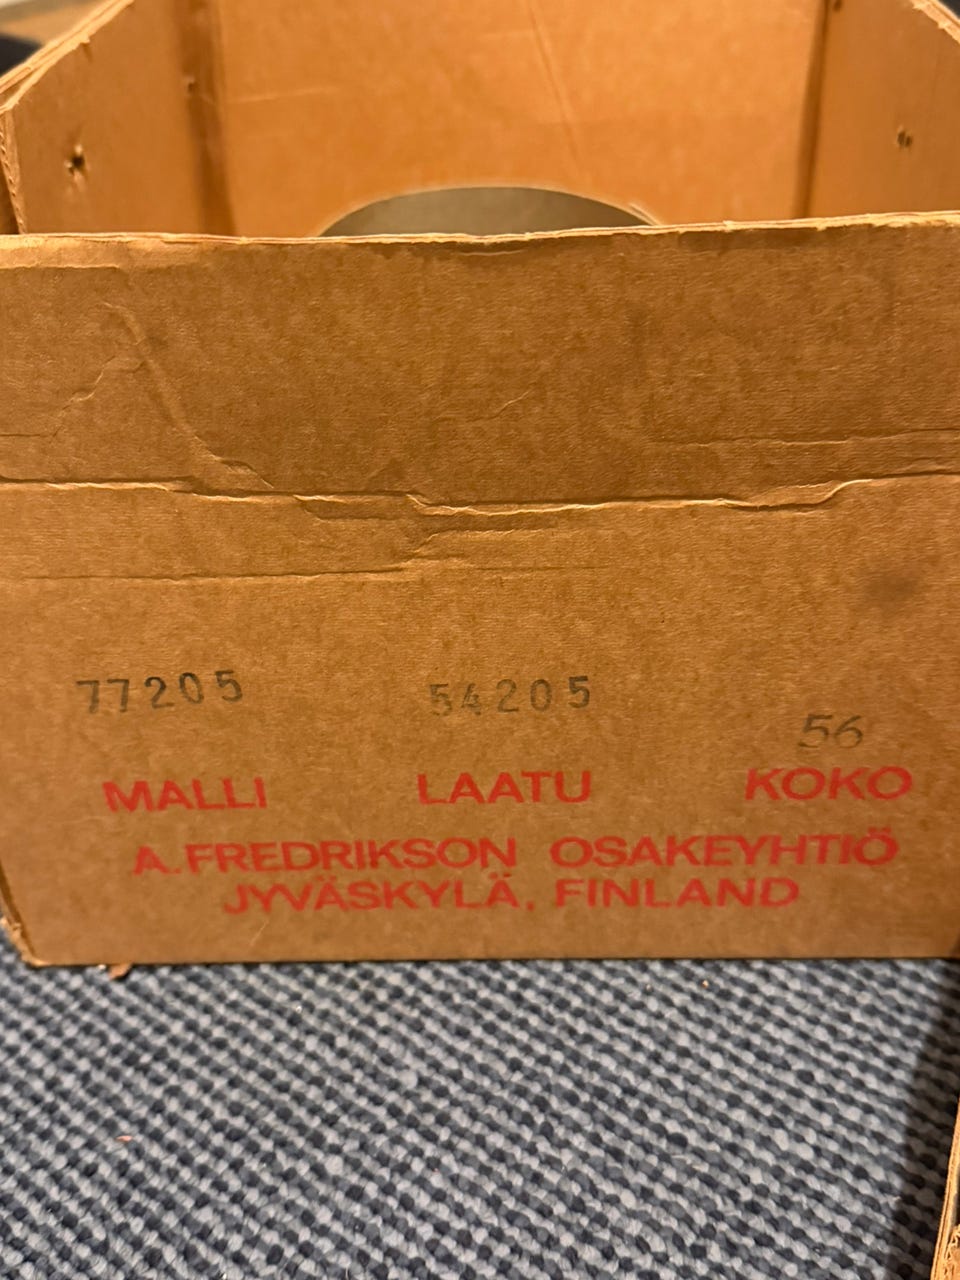 77205 54205 56
MALLI LAATU KOKO
A. FREDRIKSON OSAKEYHTIÖ
JYVÄSKYLÄ, FINLAND